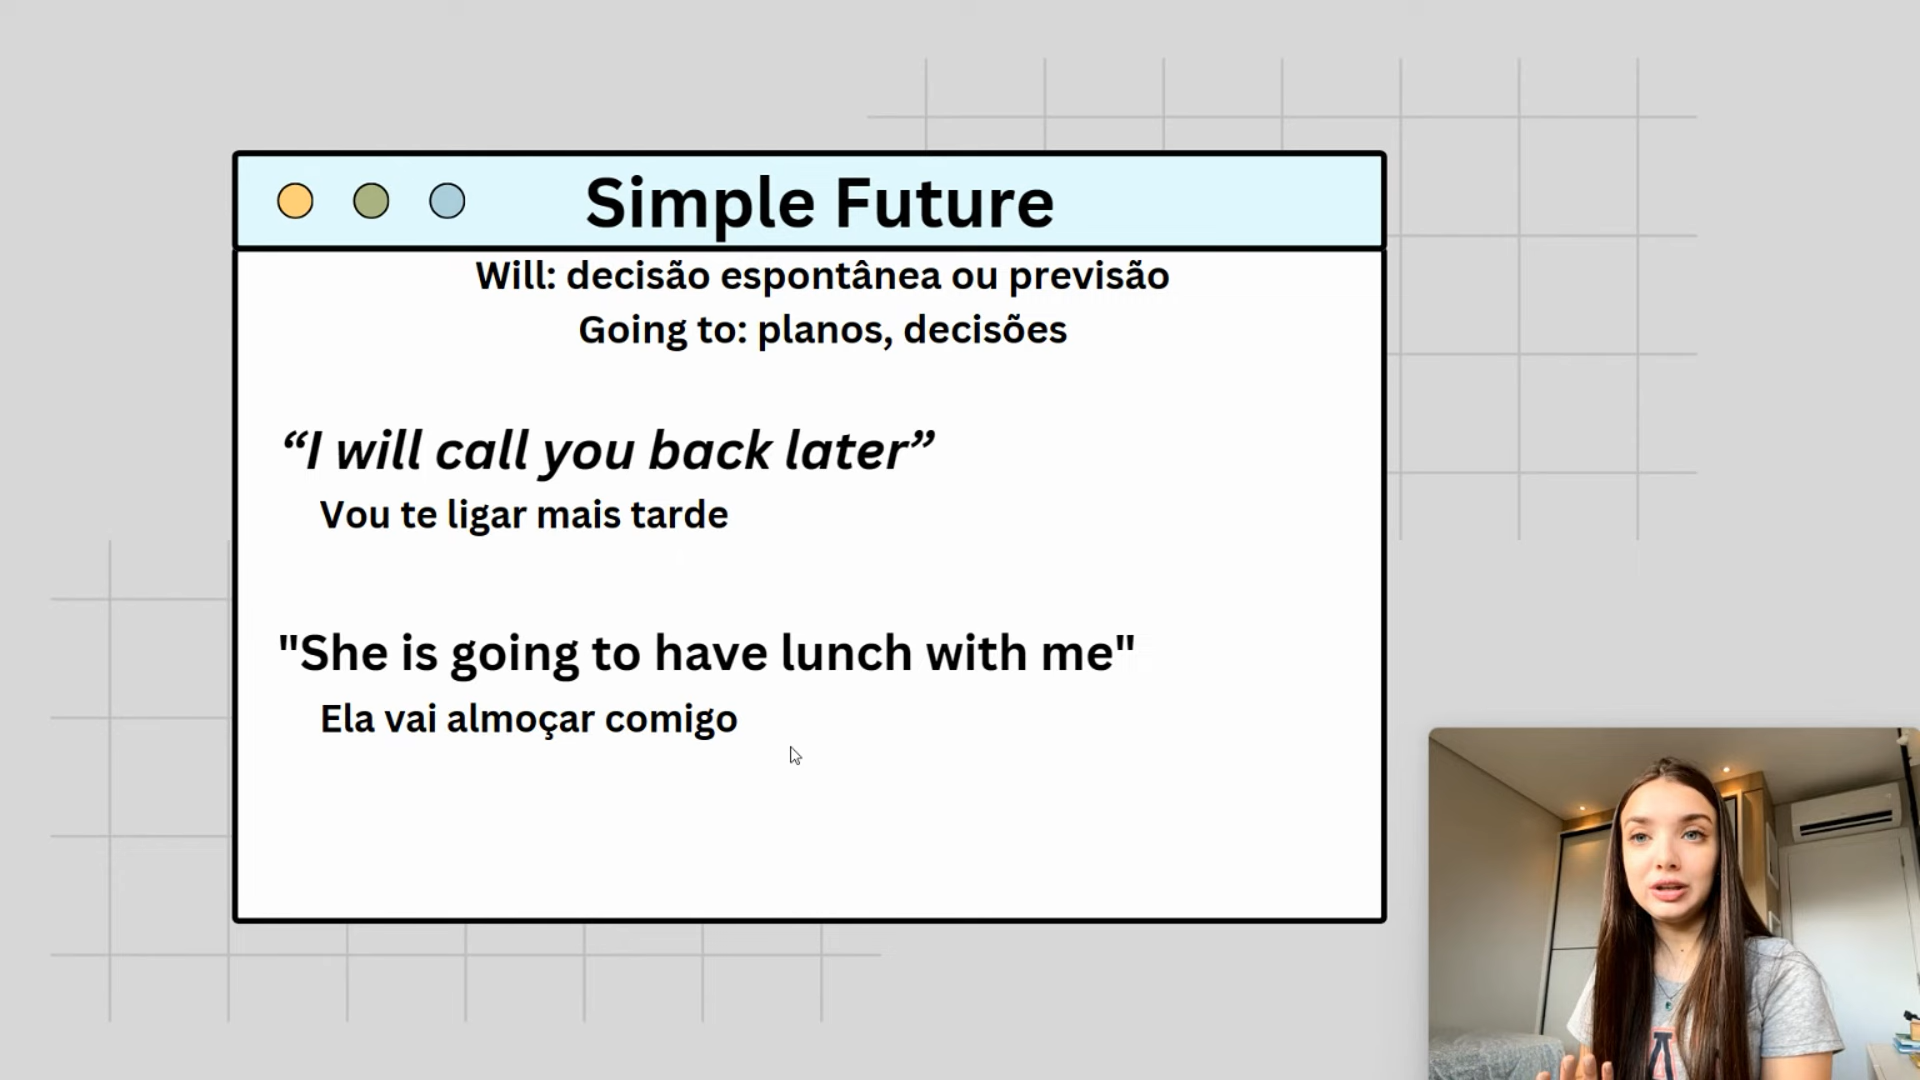 Simple Future
Will: decisão espontânea ou previsão
Going to: planos, decisões
“I will call you back later”
Vou te ligar mais tarde
"She is going to have lunch with me"
Ela vai almoçar comigo